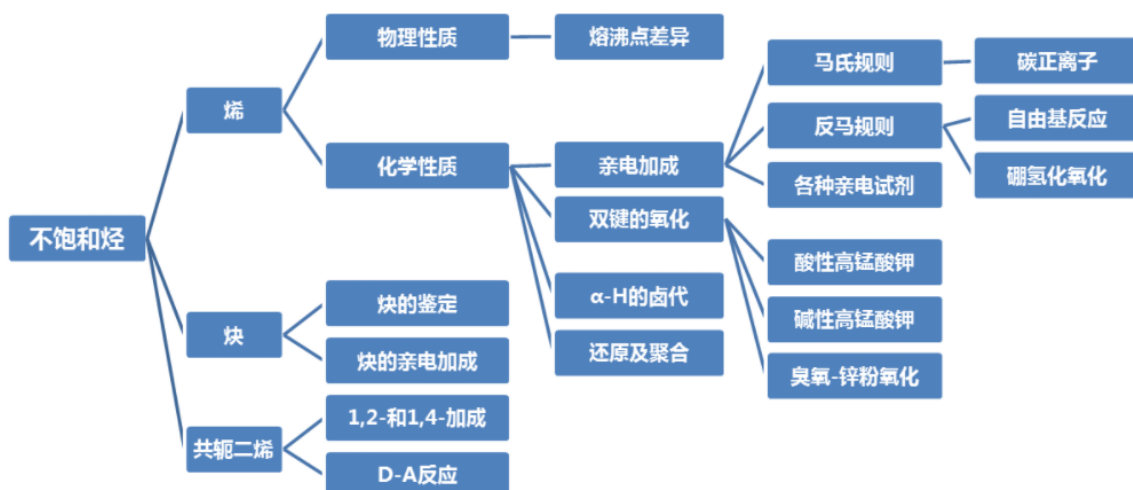 不饱和烃
烯
物理性质
熔沸点差异
化学性质
亲电加成
马氏规则
碳正离子
反马规则
自由基反应
硼氢化氧化
各种亲电试剂
双键的氧化
酸性高锰酸钾
碱性高锰酸钾
臭氧-锌粉氧化
α-H的卤代
还原及聚合
炔
炔的鉴定
炔的亲电加成
共轭二烯
1,2-和1,4-加成
D-A反应